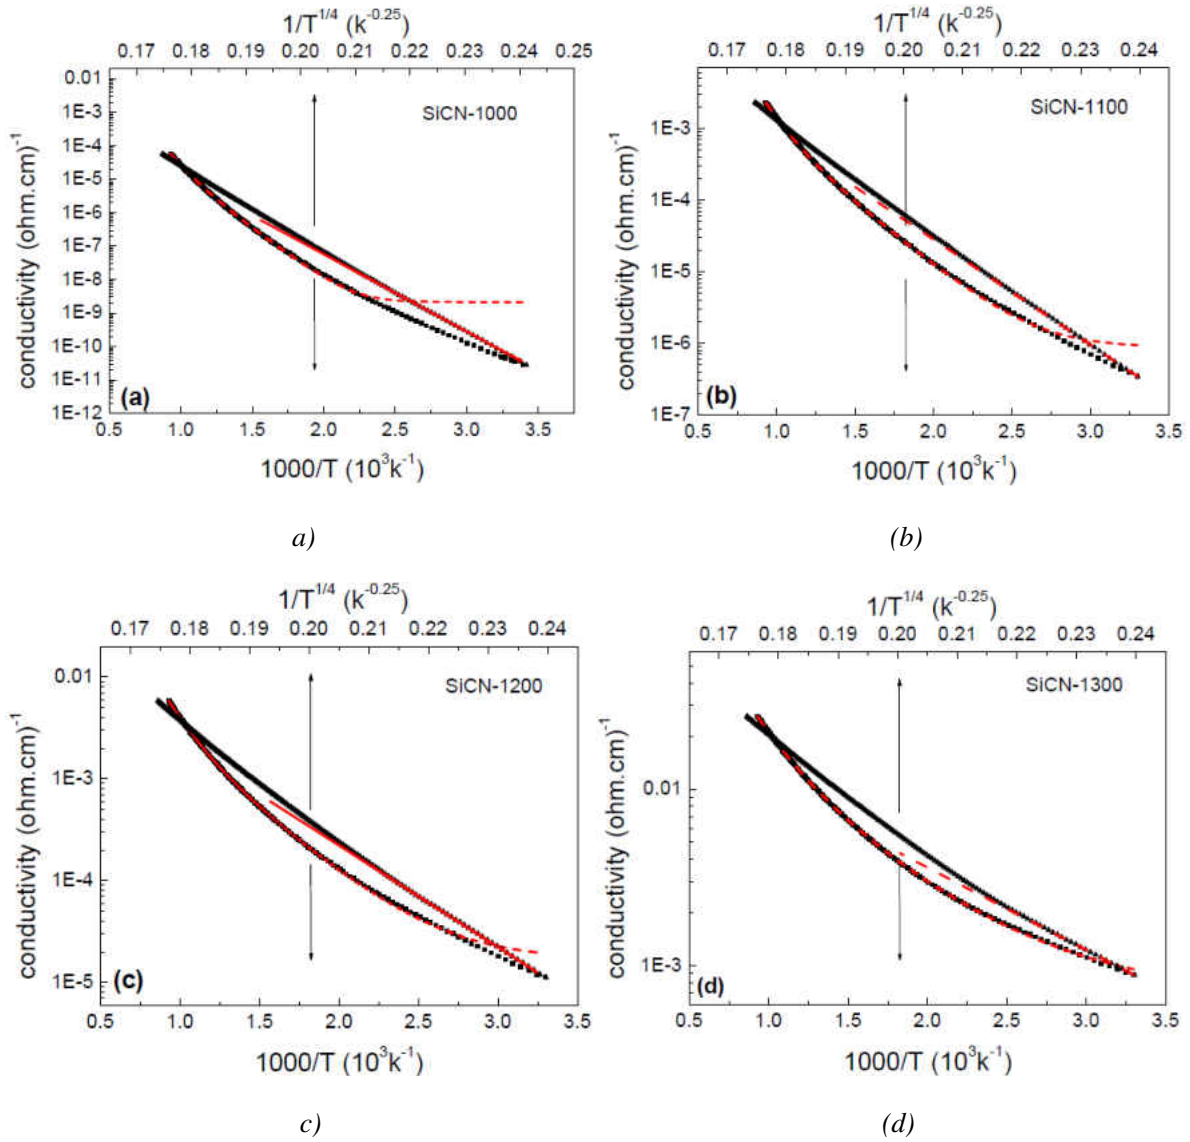 1/T^{1/4} (k^{-0.25})
0.17 0.18 0.19 0.20 0.21 0.22 0.23 0.24 0.25
0.01
1E-3
1E-4
1E-5
1E-6
1E-7
1E-8
1E-9
1E-10
1E-11
1E-12
conductivity (ohm.cm)^{-1}
SiCN-1000
(a)
1.0 1.5 2.0 2.5 3.0 3.5
1000/T (10^3k^{-1})
a)
1/T^{1/4} (k^{-0.25})
0.17 0.18 0.19 0.20 0.21 0.22 0.23 0.24
1E-3
1E-4
1E-5
1E-6
1E-7
conductivity (ohm.cm)^{-1}
SiCN-1100
(b)
0.5 1.0 1.5 2.0 2.5 3.0 3.5
1000/T (10^3k^{-1})
(b)
1/T^{1/4} (k^{-0.25})
0.17 0.18 0.19 0.20 0.21 0.22 0.23 0.24
0.01
1E-3
1E-4
1E-5
conductivity (ohm.cm)^{-1}
SiCN-1200
(c)
0.5 1.0 1.5 2.0 2.5 3.0 3.5
1000/T (10^3k^{-1})
c)
1/T^{1/4} (k^{-0.25})
0.17 0.18 0.19 0.20 0.21 0.22 0.23 0.24
0.01
1E-3
conductivity (ohm.cm)^{-1}
SiCN-1300
(d)
0.5 1.0 1.5 2.0 2.5 3.0 3.5
1000/T (10^3k^{-1})
(d)